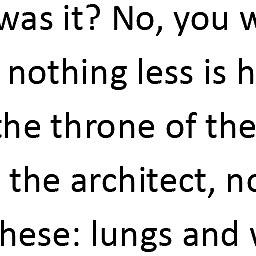 was it? No, you w
nothing less is h
the throne of the
the architect, no
hese: lungs and